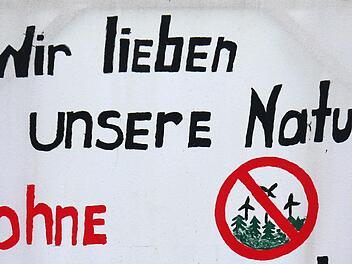 Wir lieben
unsere Natu
ohne